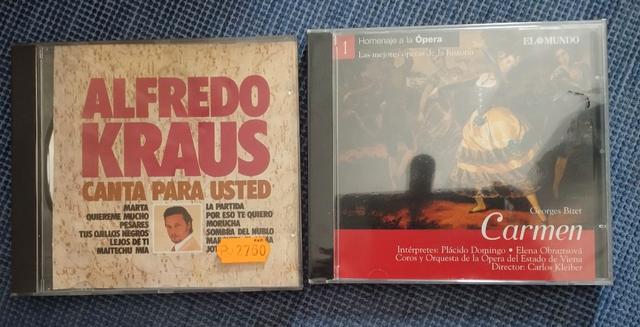 ALFREDO
KRAUS
CANTA PARA USTED
MARTA
QUIEREME MUCHO
PESARES
TUS OJILLOS NEGROS
LEJOS DE TI
MAITECHU MIA
LA PARTIDA
POR ESO TE QUIERO
MORUCHA
SOMBRA DEL NUBLO
2750
1 Homenaje a la Ópera
EL MUNDO
Las mejores óperas de la historia
Georges Bizet
Carmen
Intérpretes: Plácido Domingo • Elena Obraztsová
Coros y Orquesta de la Ópera del Estado de Viena
Director: Carlos Kleiber